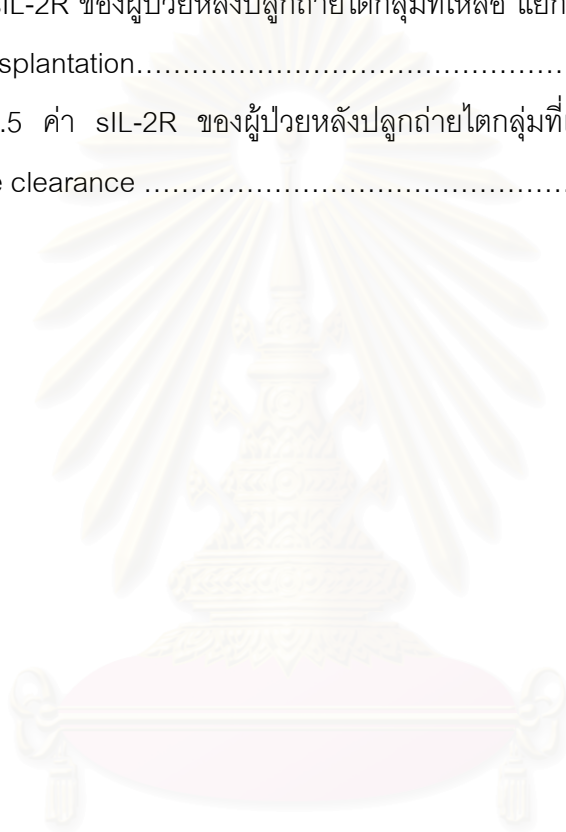 sIL-2R ของผู้ป่วยหลังปลูกถ่ายไตกลุ่มที่เหลือ แยก
splantation……………………………………
.5 ค่า sIL-2R ของผู้ป่วยหลังปลูกถ่ายไตกลุ่มที่
e clearance ……………………………………